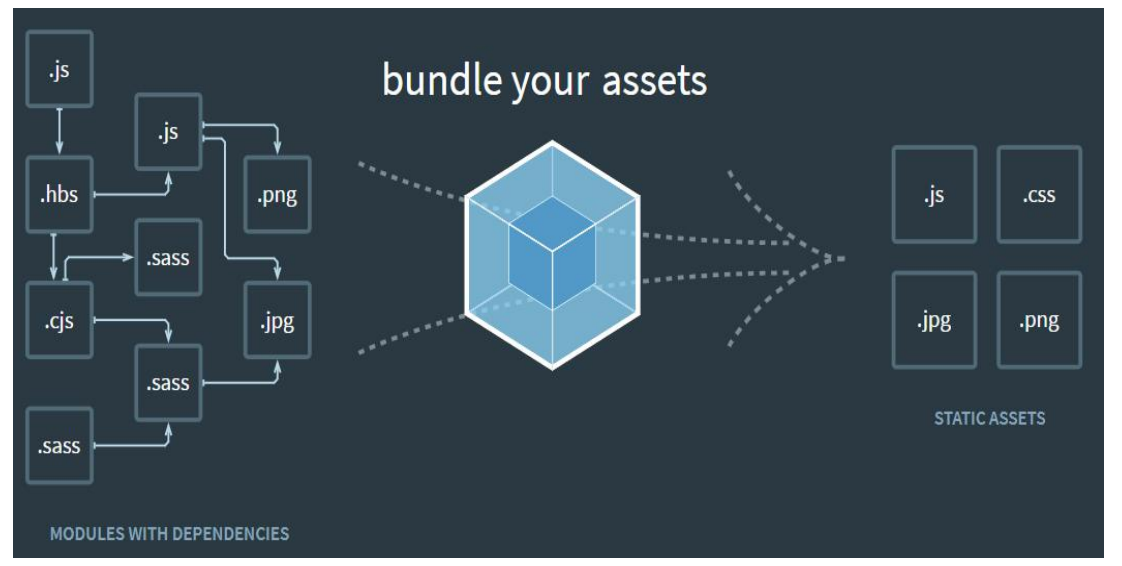 bundle your assets
.js
.js
.hbs
.png
.sass
.cjs
.jpg
.sass
.sass
MODULES WITH DEPENDENCIES
.js
.css
.jpg
.png
STATIC ASSETS